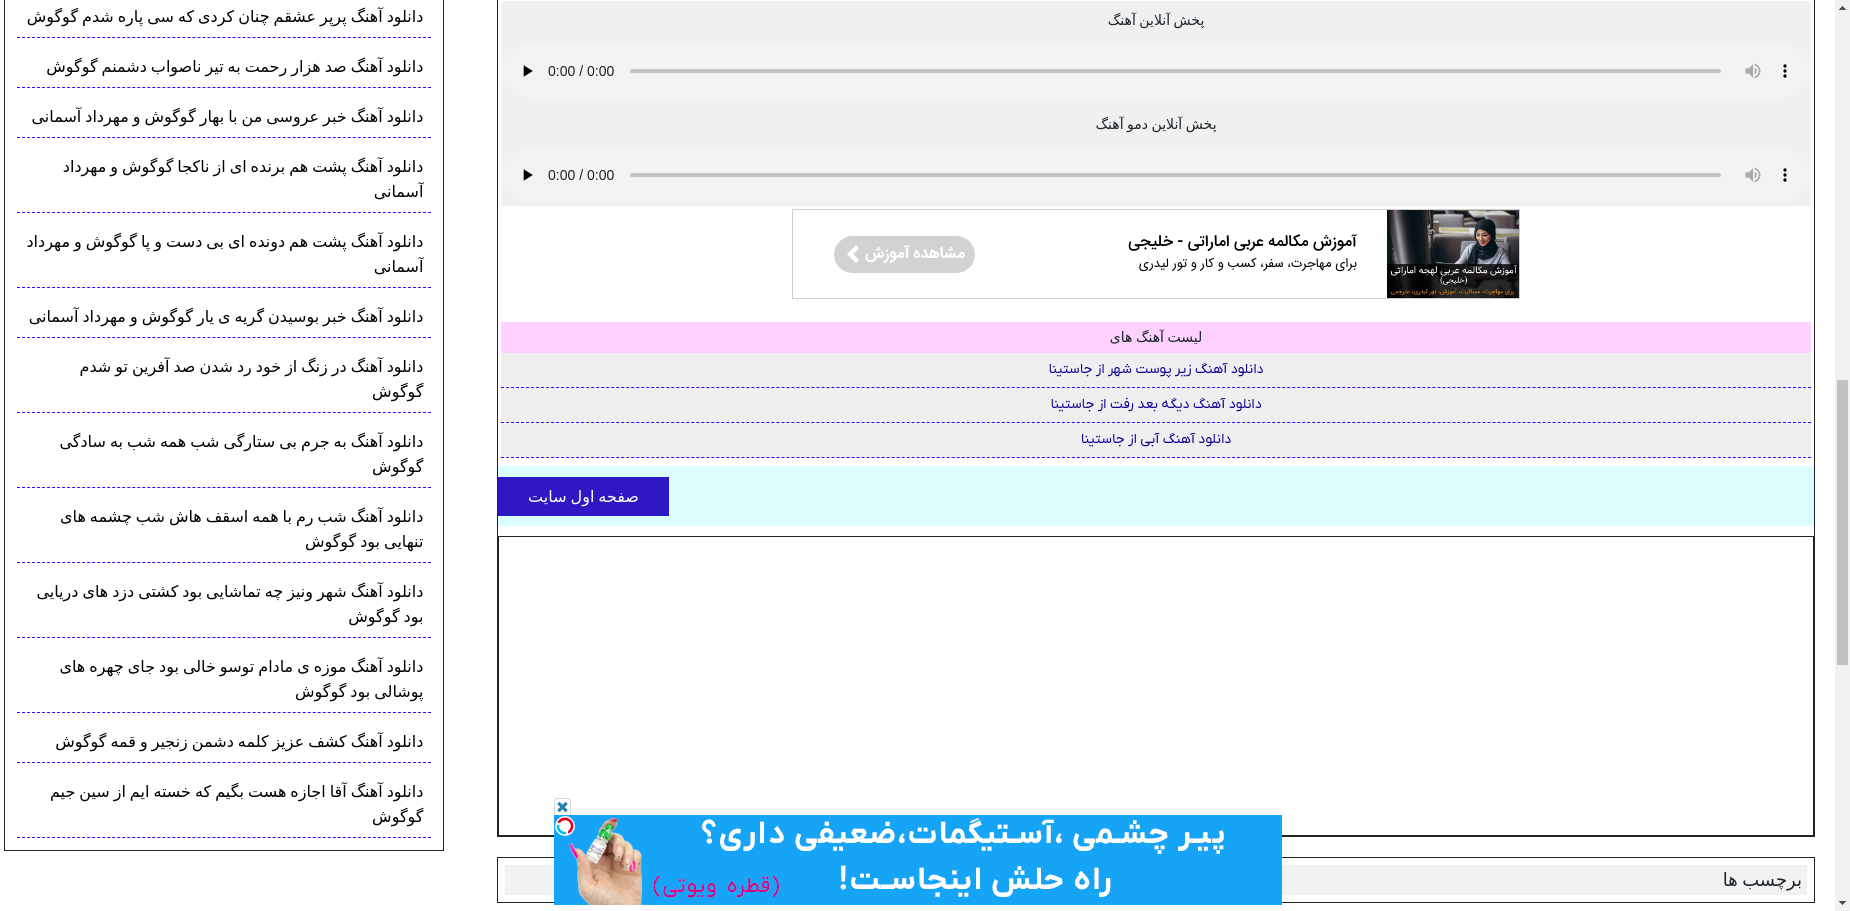 پخش آنلاین آهنگ
0:00 / 0:00
پخش آنلاین دمو آهنگ
0:00 / 0:00
آموزش مکالمه عربی اماراتی - خلیجی
برای مهاجرت، سفر، کسب و کار و تور لیدری
مشاهده آموزش
آموزش مکالمه عربی لهجه اماراتی
(خلیجی)
برای مهاجرت، مسافرت، آموزش، تور لیدری، مترجمی
لیست آهنگ های
دانلود آهنگ زیر پوست شهر از جاستینا
دانلود آهنگ دیگه بعد رفت از جاستینا
دانلود آهنگ آبی از جاستینا
صفحه اول سایت
پیر چشمی ،آستیگمات،ضعیفی داری؟
راه حلش اینجاست!
(قطره ویوتی)
برچسب ها
دانلود آهنگ پرپر عشقم چنان کردی که سی پاره شدم گوگوش
دانلود آهنگ صد هزار رحمت به تیر ناصواب دشمنم گوگوش
دانلود آهنگ خبر عروسی من با بهار گوگوش و مهرداد آسمانی
دانلود آهنگ پشت هم برنده ای از ناکجا گوگوش و مهرداد
آسمانی
دانلود آهنگ پشت هم دونده ای بی دست و پا گوگوش و مهرداد
آسمانی
دانلود آهنگ خبر بوسیدن گریه ی یار گوگوش و مهرداد آسمانی
دانلود آهنگ در زنگ از خود رد شدن صد آفرین تو شدم
گوگوش
دانلود آهنگ به جرم بی ستارگی شب همه شب به سادگی
گوگوش
دانلود آهنگ شب رم با همه اسقف هاش شب چشمه های
تنهایی بود گوگوش
دانلود آهنگ شهر ونیز چه تماشایی بود کشتی دزد های دریایی
بود گوگوش
دانلود آهنگ موزه ی مادام توسو خالی بود جای چهره های
پوشالی بود گوگوش
دانلود آهنگ کشف عزیز کلمه دشمن زنجیر و قمه گوگوش
دانلود آهنگ آقا اجازه هست بگیم که خسته ایم از سین جیم
گوگوش